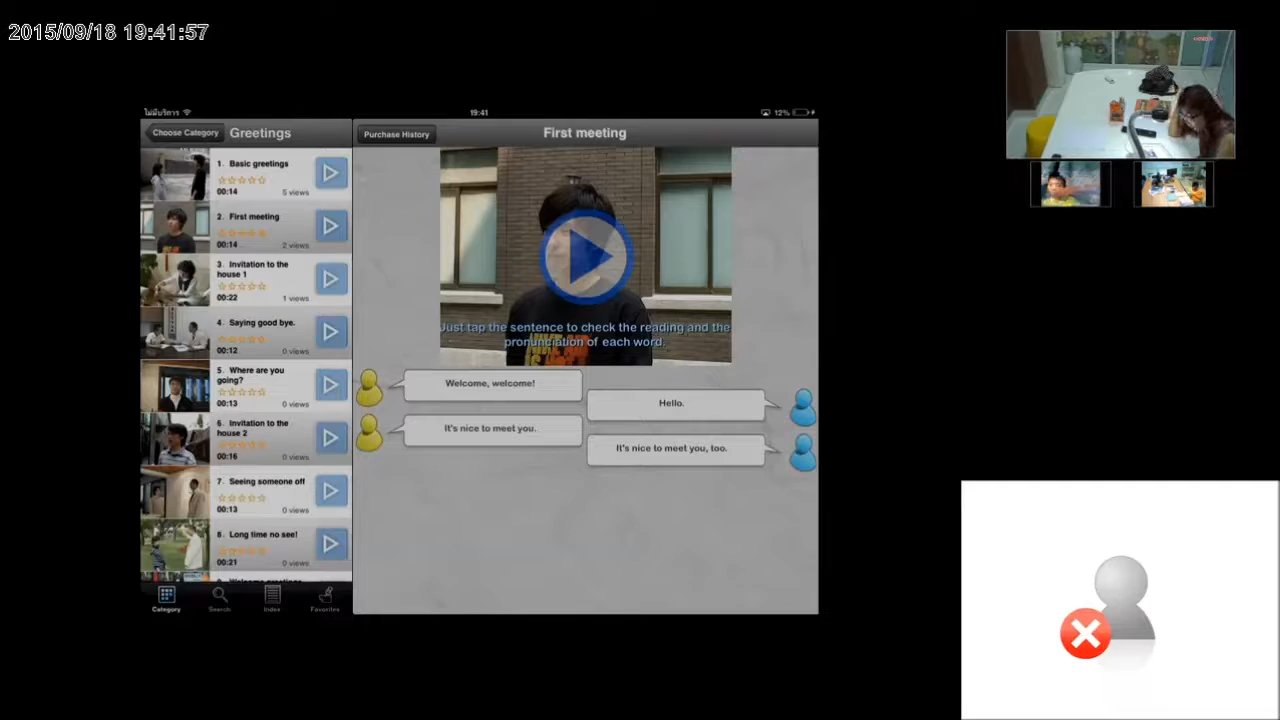 2015/09/18 19:41:57
ไม่มีบริการ
19:41
12%
Choose Category
Greetings
Purchase History
First meeting
1. Basic greetings
00:14
5 views
2. First meeting
00:14
2 views
3. Invitation to the
house 1
00:22
1 views
4. Saying good bye.
00:12
0 views
5. Where are you
going?
00:13
0 views
6. Invitation to the
house 2
00:16
0 views
7. Seeing someone off
00:13
0 views
8. Long time no see!
00:21
0 views
Category
Search
Index
Favorites
Just tap the sentence to check the reading and the
pronunciation of each word.
Welcome, welcome!
Hello.
It's nice to meet you.
It's nice to meet you, too.